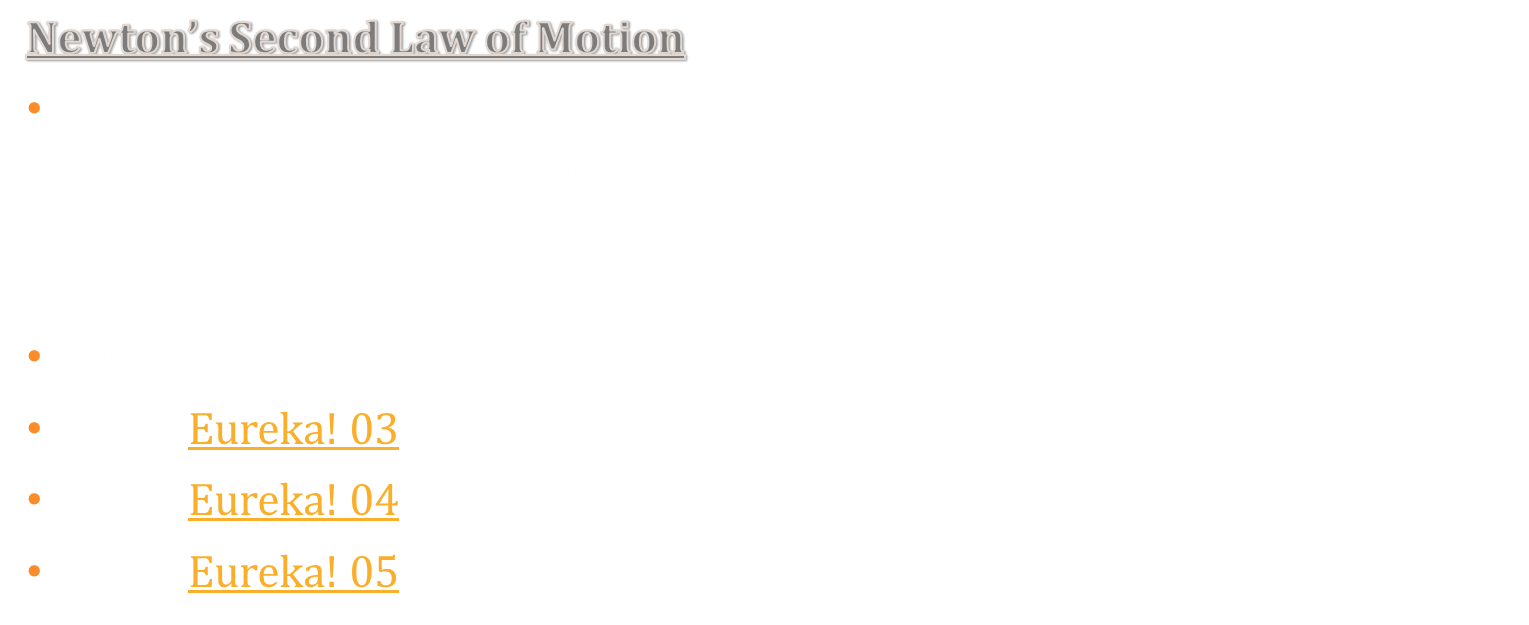 Newton’s Second Law of Motion
•
•
• Eureka! 03
• Eureka! 04
• Eureka! 05